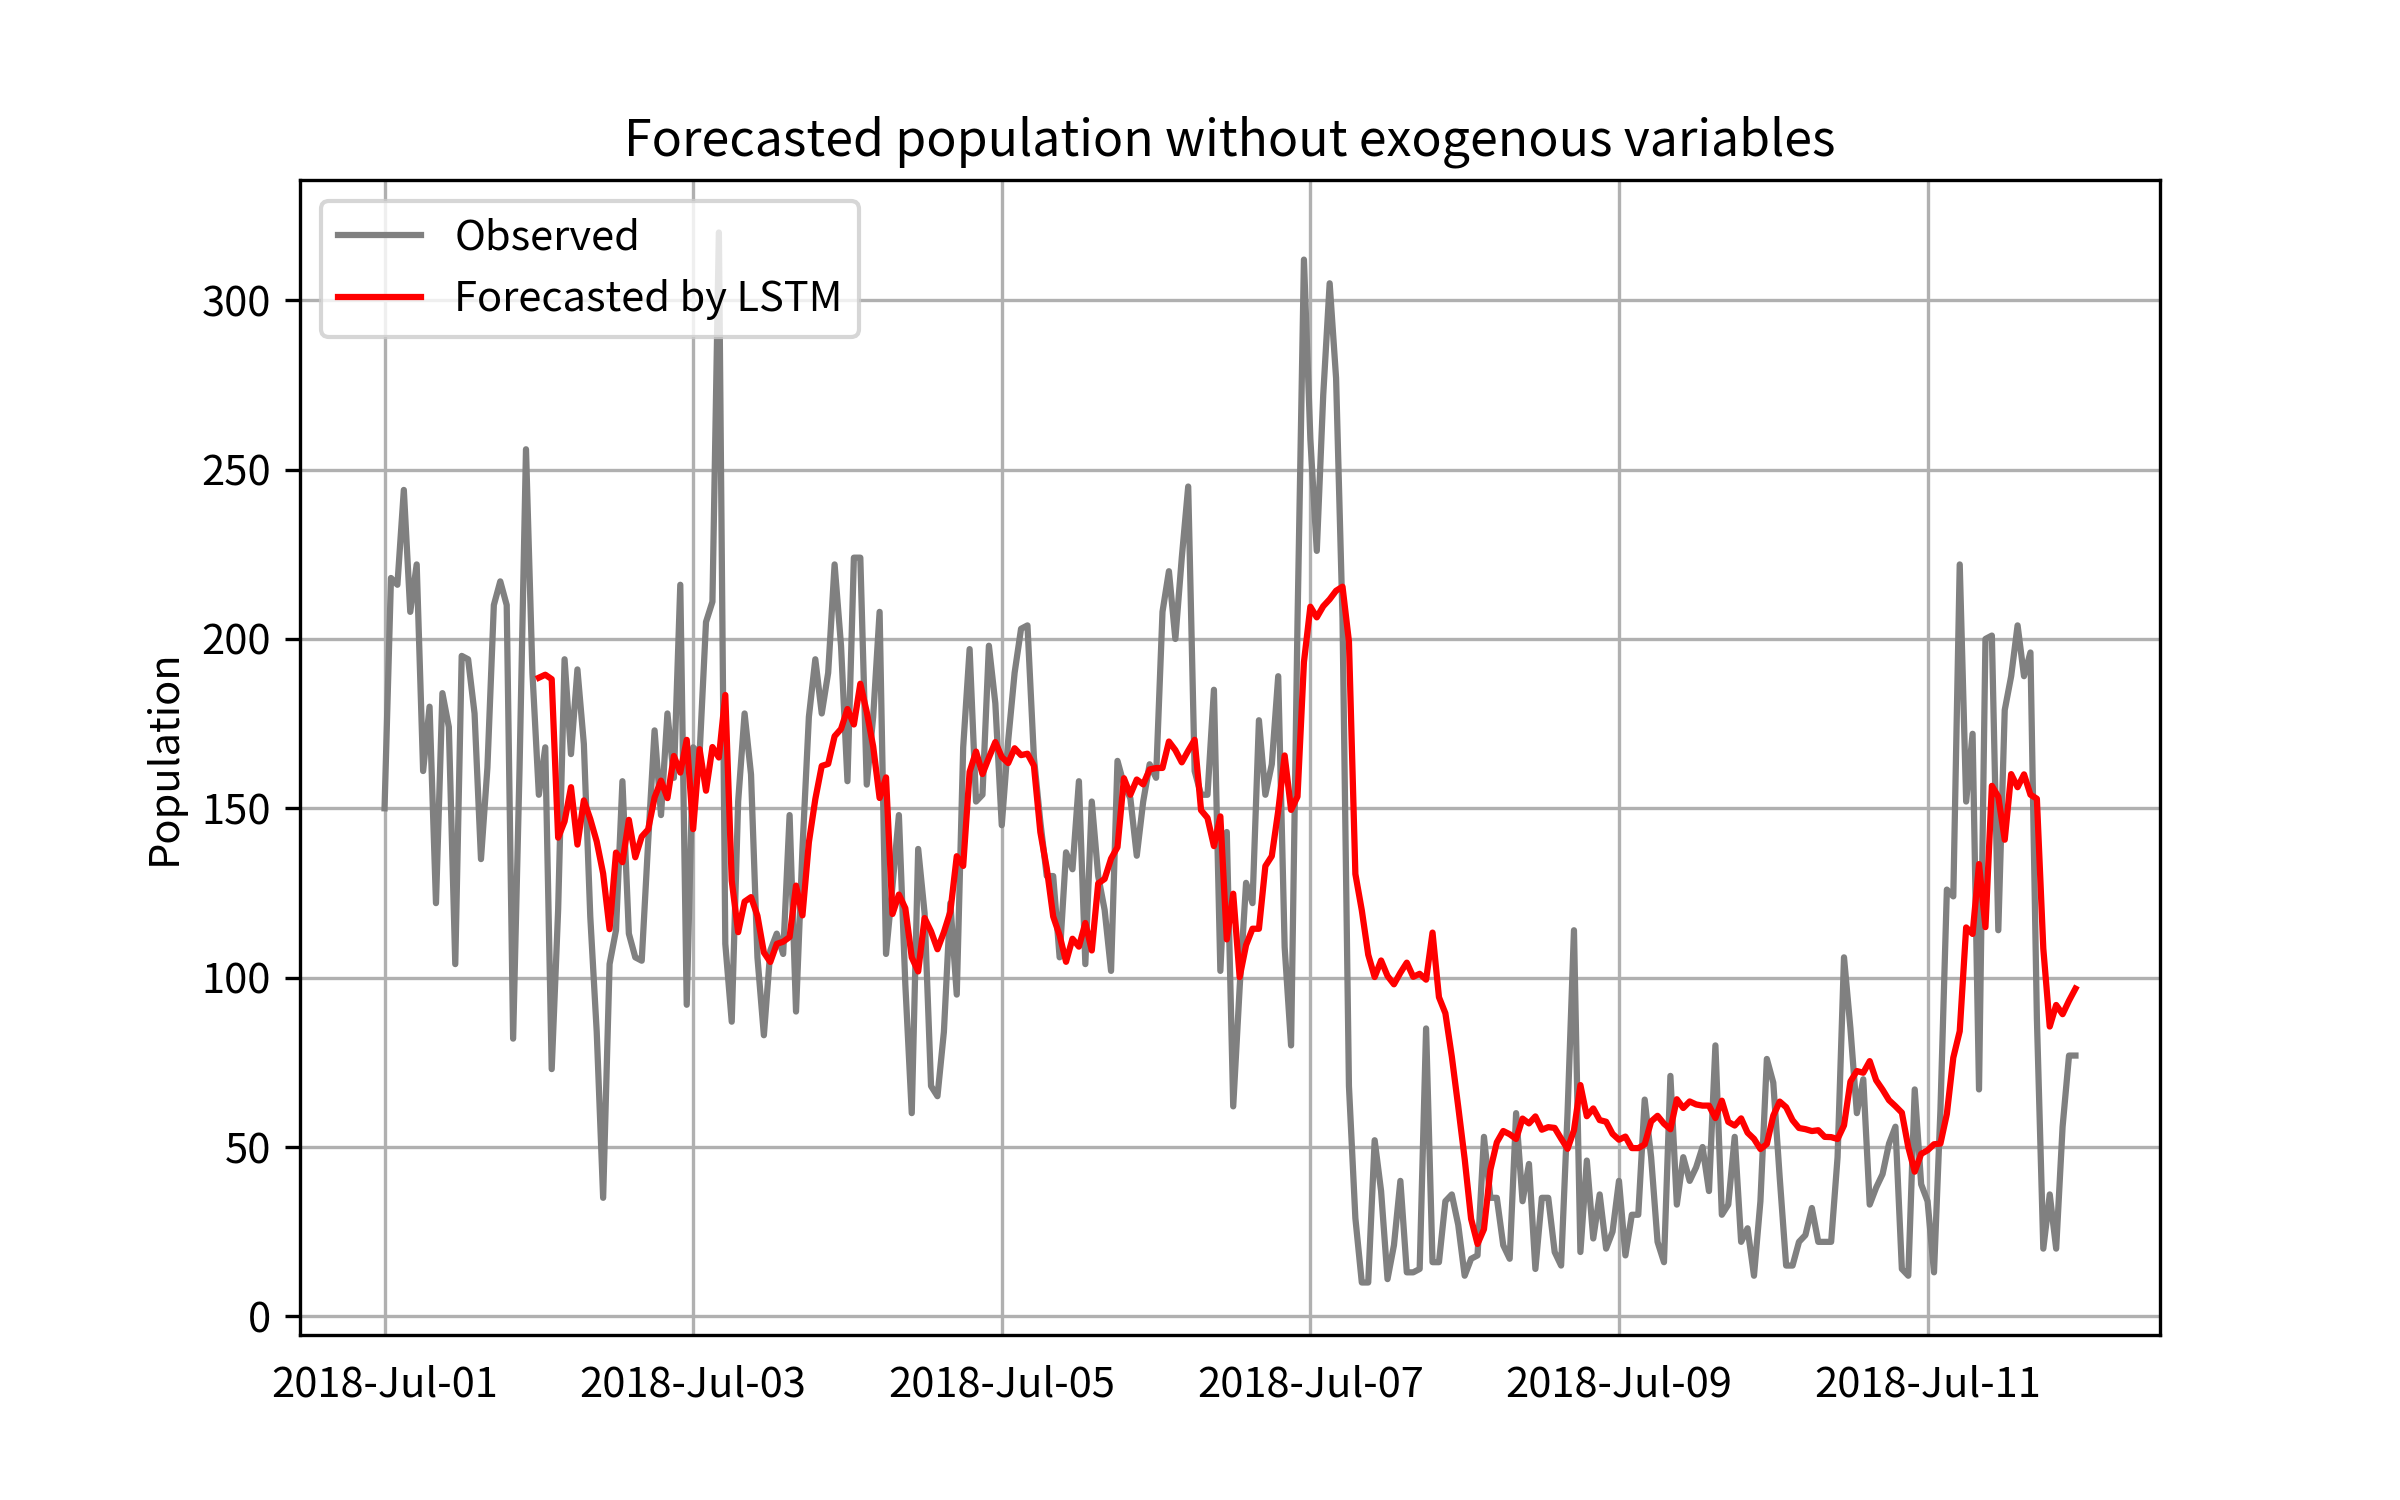 Forecasted population without exogenous variables
Observed
Forecasted by LSTM
Population
300
250
200
150
100
50
0
2018-Jul-01
2018-Jul-03
2018-Jul-05
2018-Jul-07
2018-Jul-09
2018-Jul-11